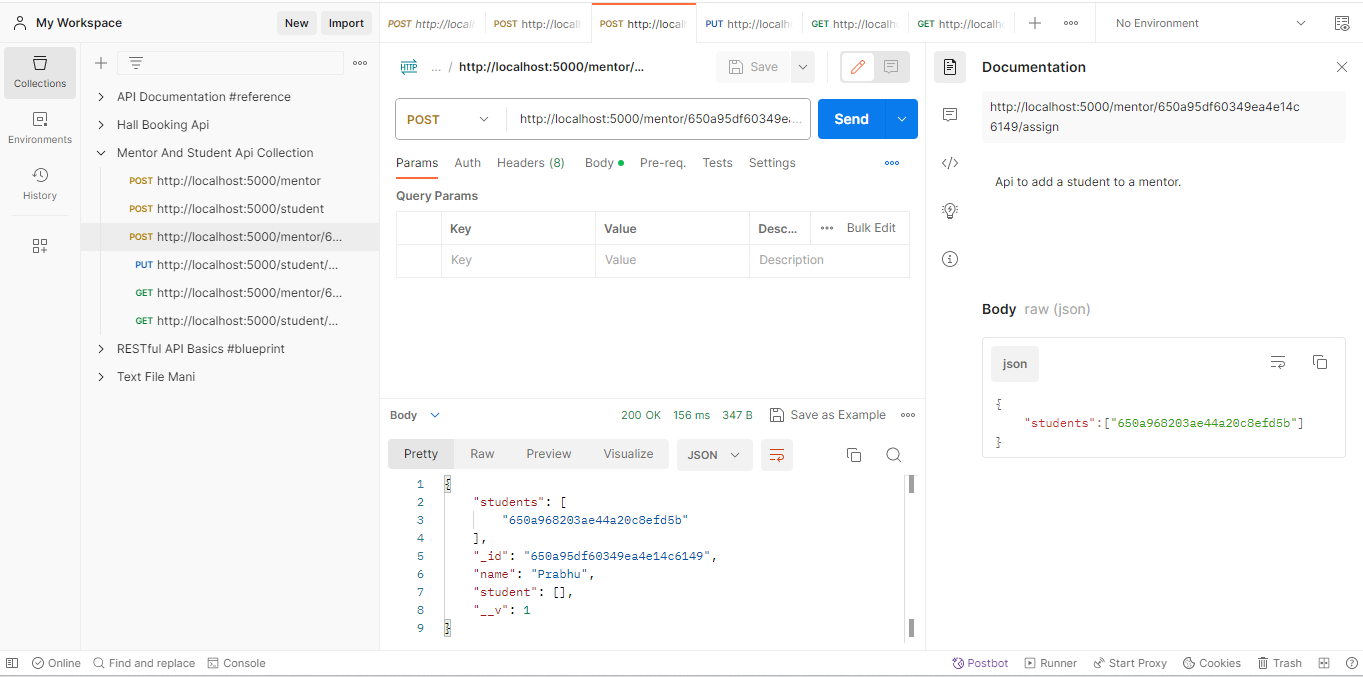 My Workspace
New
Import
POST http://local
POST http://local
POST http://local
PUT http://localh
GET http://localh
GET http://localh
No Environment
Collections
Environments
History
API Documentation #reference
Hall Booking Api
Mentor And Student Api Collection
POST http://localhost:5000/mentor
POST http://localhost:5000/student
POST http://localhost:5000/mentor/6...
PUT http://localhost:5000/student/...
GET http://localhost:5000/mentor/6...
GET http://localhost:5000/student/...
RESTful API Basics #blueprint
Text File Mani
HTTP ... / http://localhost:5000/mentor/...
Save
POST
http://localhost:5000/mentor/650a95df60349ea...
Send
Params Auth Headers (8) Body Pre-req. Tests Settings
Query Params
Key Value Desc... Bulk Edit
Key Value Description
Body
200 OK 156 ms 347 B Save as Example
Pretty Raw Preview Visualize JSON
1 {
2 "students": [
3 "650a968203ae44a20c8efd5b"
4 ],
5 "_id": "650a95df60349ea4e14c6149",
6 "name": "Prabhu",
7 "student": [],
8 "__v": 1
9 }
Documentation
http://localhost:5000/mentor/650a95df60349ea4e14c
6149/assign
Api to add a student to a mentor.
Body raw (json)
json
{
"students":["650a968203ae44a20c8efd5b"]
}
Online Find and replace Console
Postbot Runner Start Proxy Cookies Trash